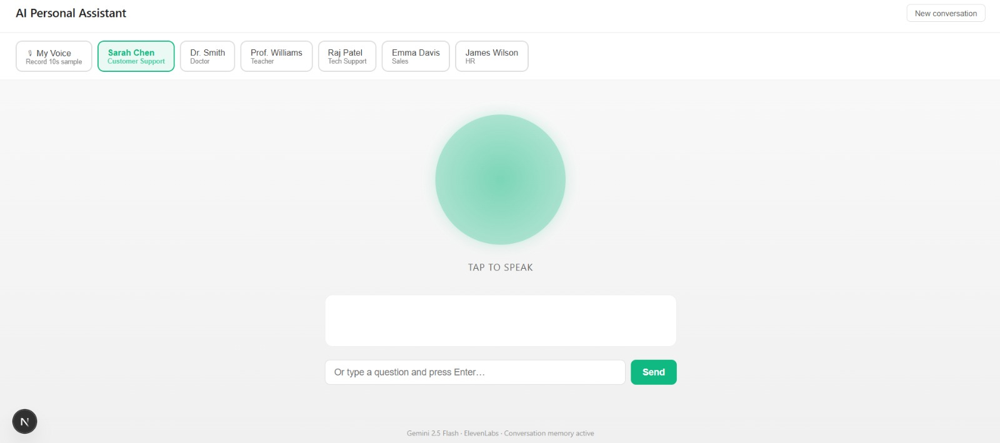 AI Personal Assistant
New conversation
My Voice
Record 10s sample
Sarah Chen
Customer Support
Dr. Smith
Doctor
Prof. Williams
Teacher
Raj Patel
Tech Support
Emma Davis
Sales
James Wilson
HR
TAP TO SPEAK
Or type a question and press Enter...
Send
N
Gemini 2.5 Flash · ElevenLabs · Conversation memory active